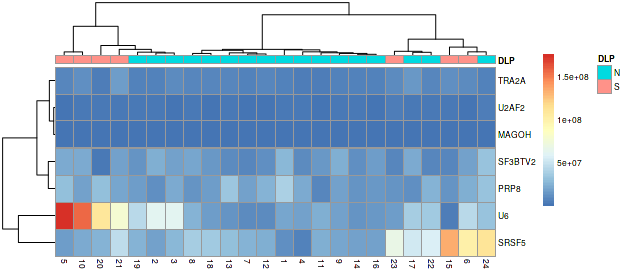 DLP
TRA2A
U2AF2
MAGOH
SF3BTV2
PRP8
U6
SRSF5
5 10 20 21 19 2 3 8 18 13 7 12 1 4 11 9 14 16 23 17 22 15 6 24
1.5e+08
1e+08
5e+07
DLP
N
S